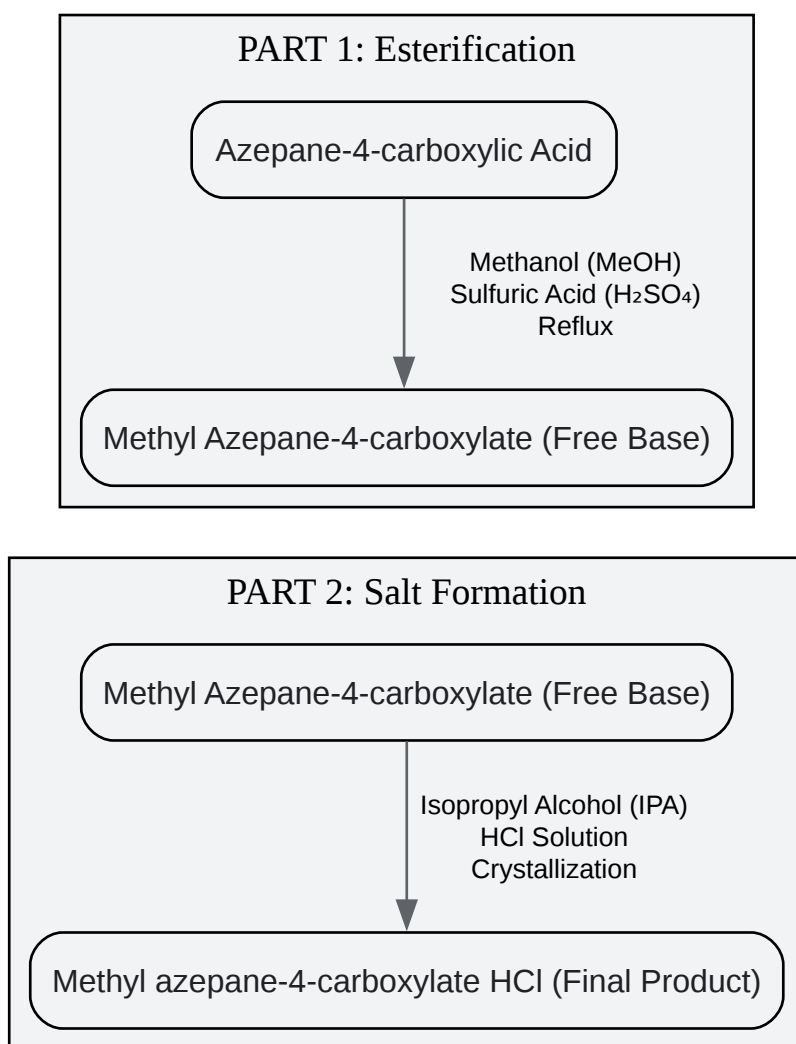 PART 1: Esterification
Azepane-4-carboxylic Acid
Methanol (MeOH)
Sulfuric Acid (H₂SO₄)
Reflux
Methyl Azepane-4-carboxylate (Free Base)
PART 2: Salt Formation
Methyl Azepane-4-carboxylate (Free Base)
Isopropyl Alcohol (IPA)
HCl Solution
Crystallization
Methyl azepane-4-carboxylate HCl (Final Product)